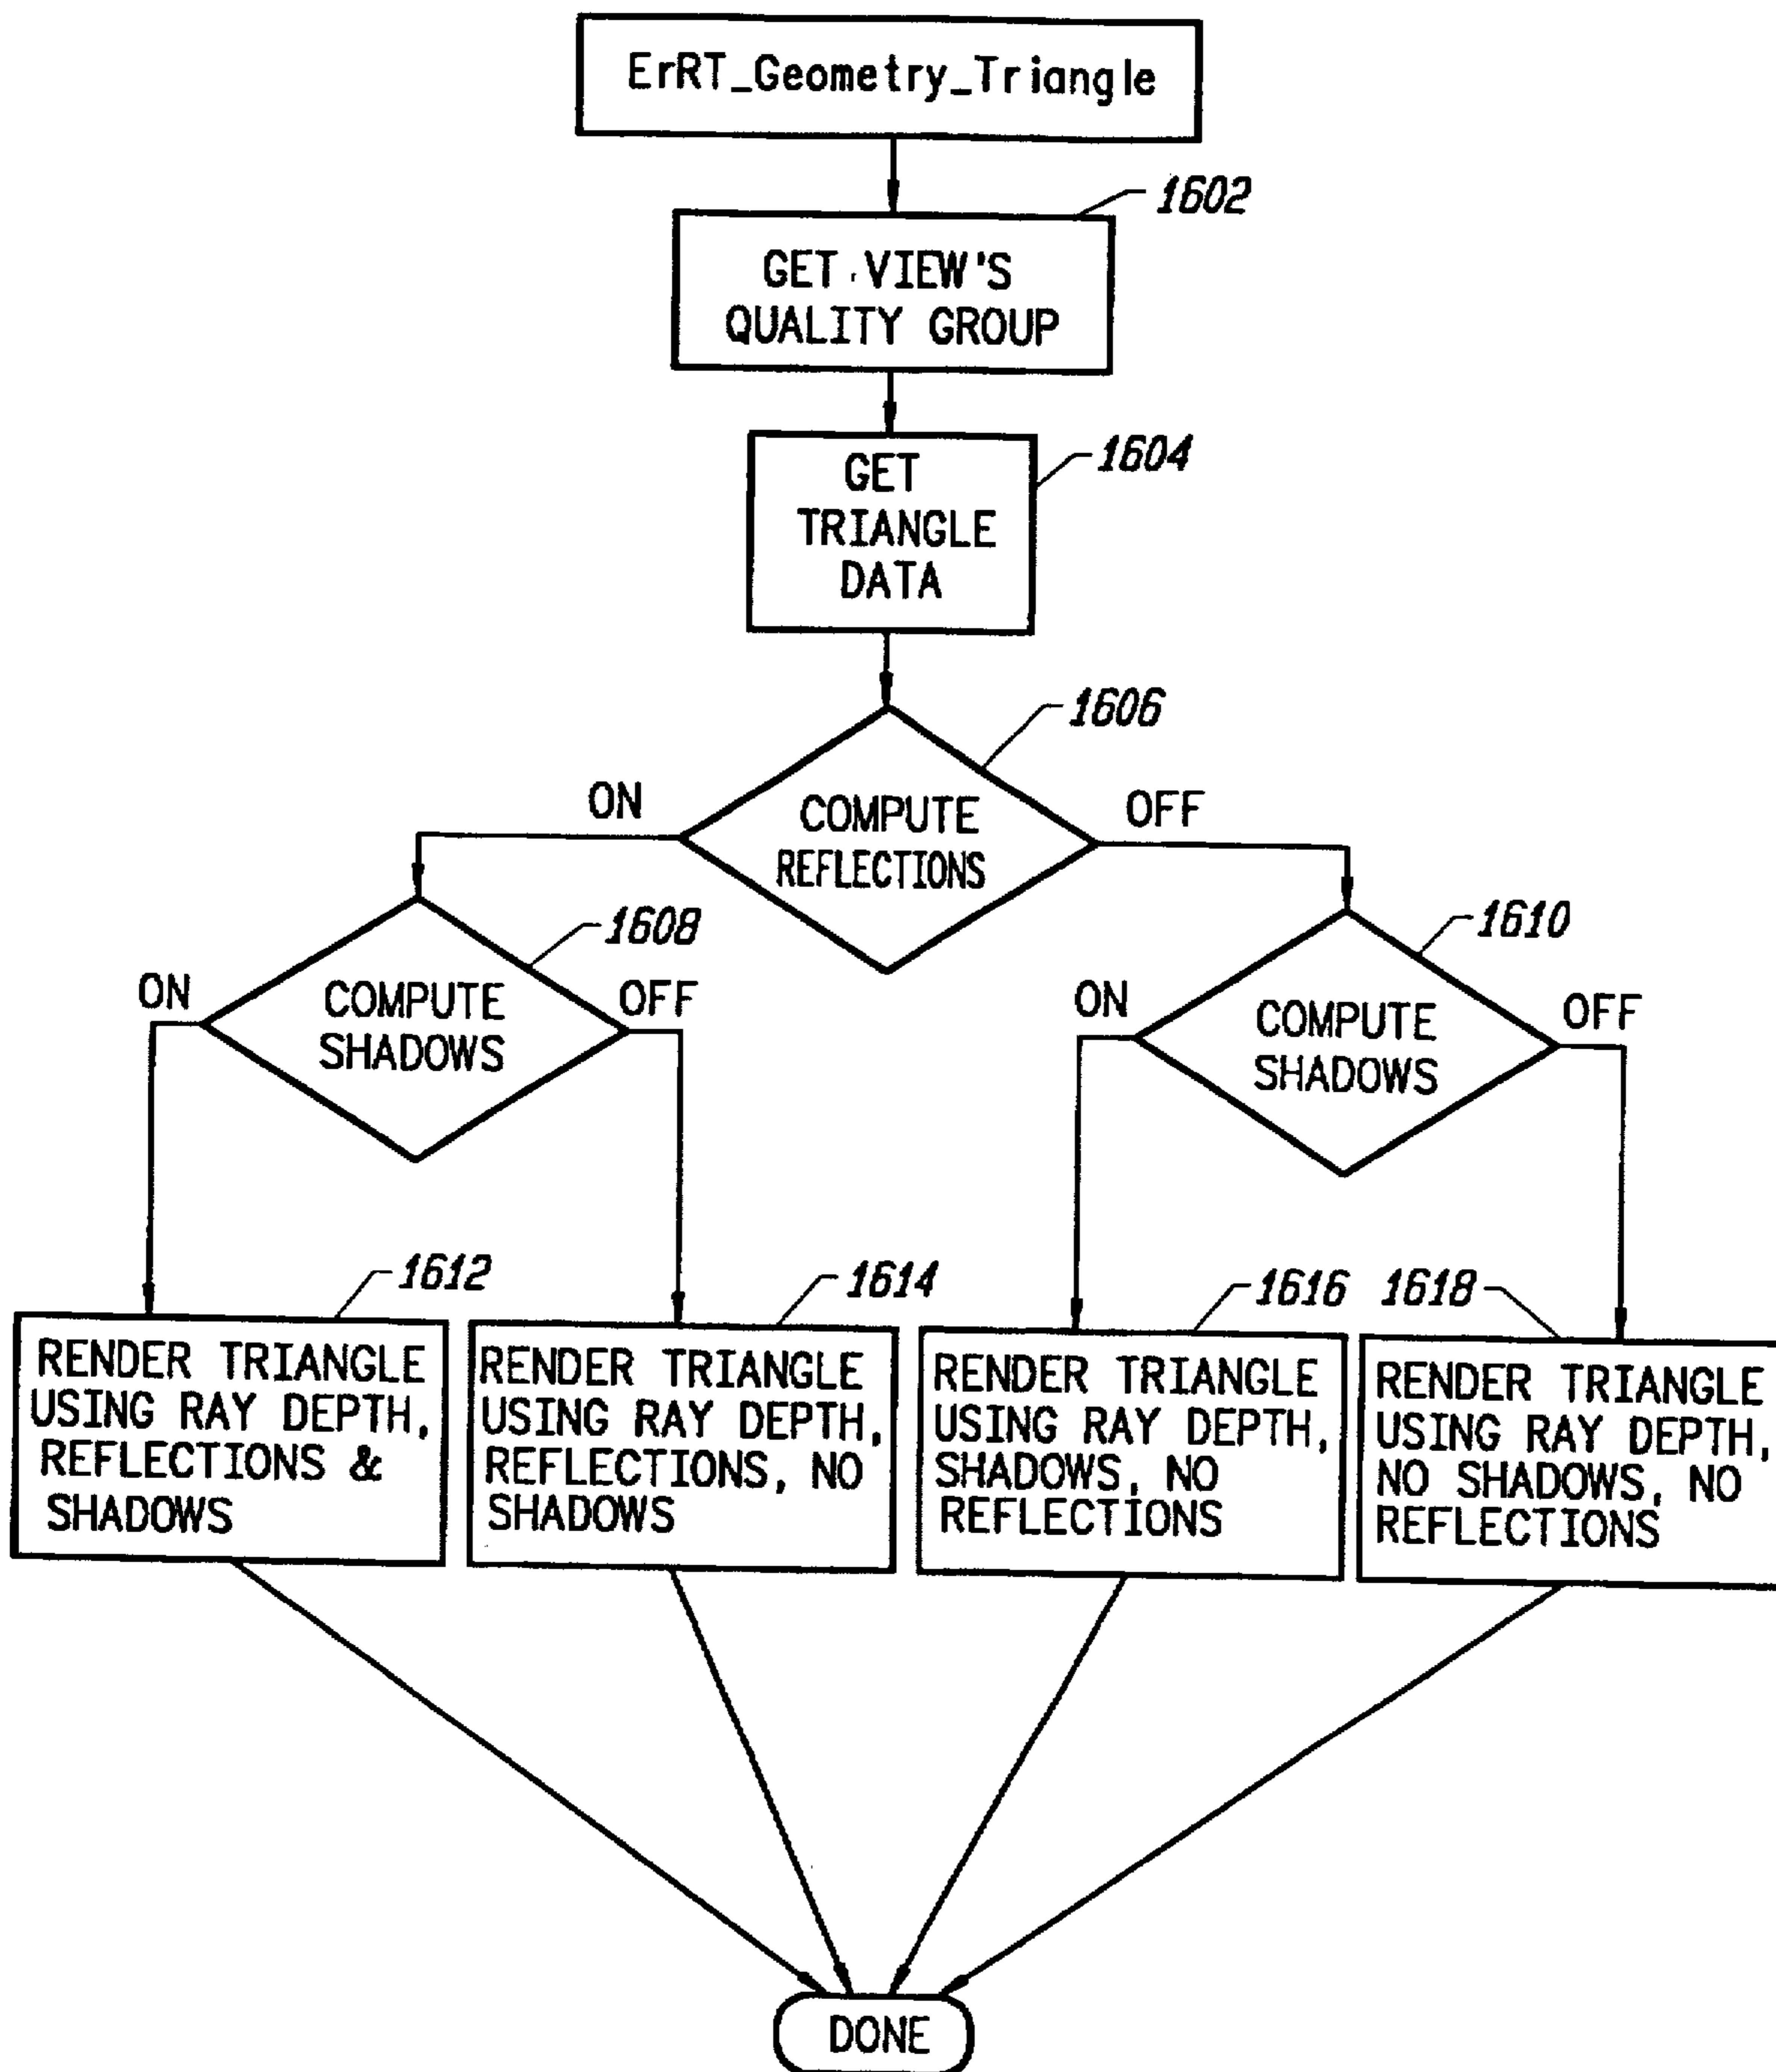 ErRT_Geometry_Triangle
1602
GET VIEW'S
QUALITY GROUP
1604
GET
TRIANGLE
DATA
1606
ON
OFF
COMPUTE
REFLECTIONS
1608
1610
ON
OFF
COMPUTE
SHADOWS
ON
OFF
COMPUTE
SHADOWS
1612
1614
1616
1618
RENDER TRIANGLE
USING RAY DEPTH,
REFLECTIONS &
SHADOWS
RENDER TRIANGLE
USING RAY DEPTH,
REFLECTIONS, NO
SHADOWS
RENDER TRIANGLE
USING RAY DEPTH,
SHADOWS, NO
REFLECTIONS
RENDER TRIANGLE
USING RAY DEPTH,
NO SHADOWS, NO
REFLECTIONS
DONE